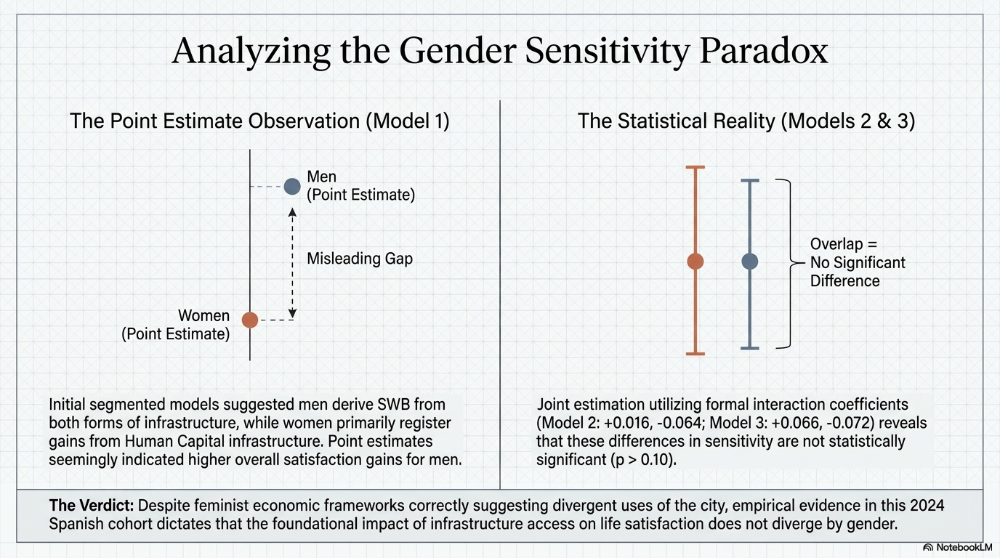 Analyzing the Gender Sensitivity Paradox
The Point Estimate Observation (Model 1)
Men
(Point Estimate)
Misleading Gap
Women
(Point Estimate)
Initial segmented models suggested men derive SWB from
both forms of infrastructure, while women primarily register
gains from Human Capital infrastructure. Point estimates
seemingly indicated higher overall satisfaction gains for men.
The Statistical Reality (Models 2 & 3)
Overlap =
No Significant
Difference
Joint estimation utilizing formal interaction coefficients
(Model 2: +0.016, -0.064; Model 3: +0.066, -0.072) reveals
that these differences in sensitivity are not statistically
significant (p > 0.10).
The Verdict: Despite feminist economic frameworks correctly suggesting divergent uses of the city, empirical evidence in this 2024
Spanish cohort dictates that the foundational impact of infrastructure access on life satisfaction does not diverge by gender.
NotebookLM